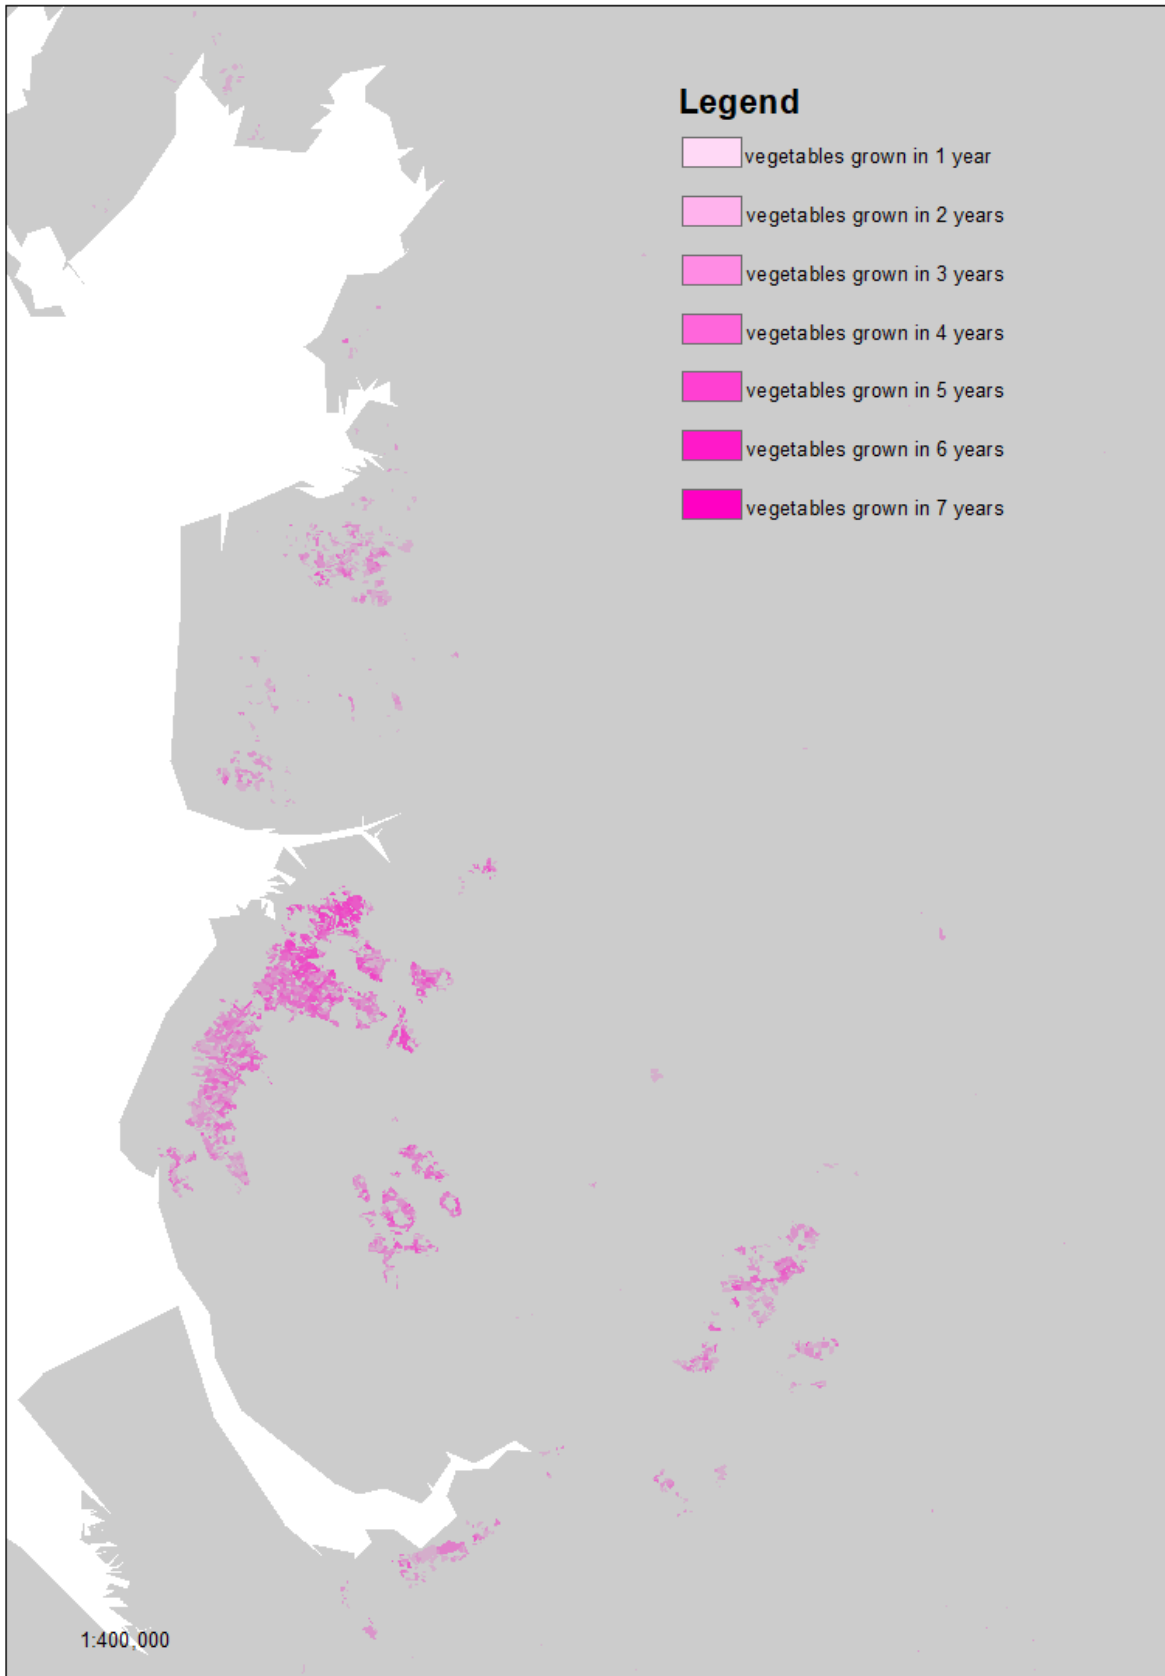 Legend
vegetables grown in 1 year
vegetables grown in 2 years
vegetables grown in 3 years
vegetables grown in 4 years
vegetables grown in 5 years
vegetables grown in 6 years
vegetables grown in 7 years
1:400,000